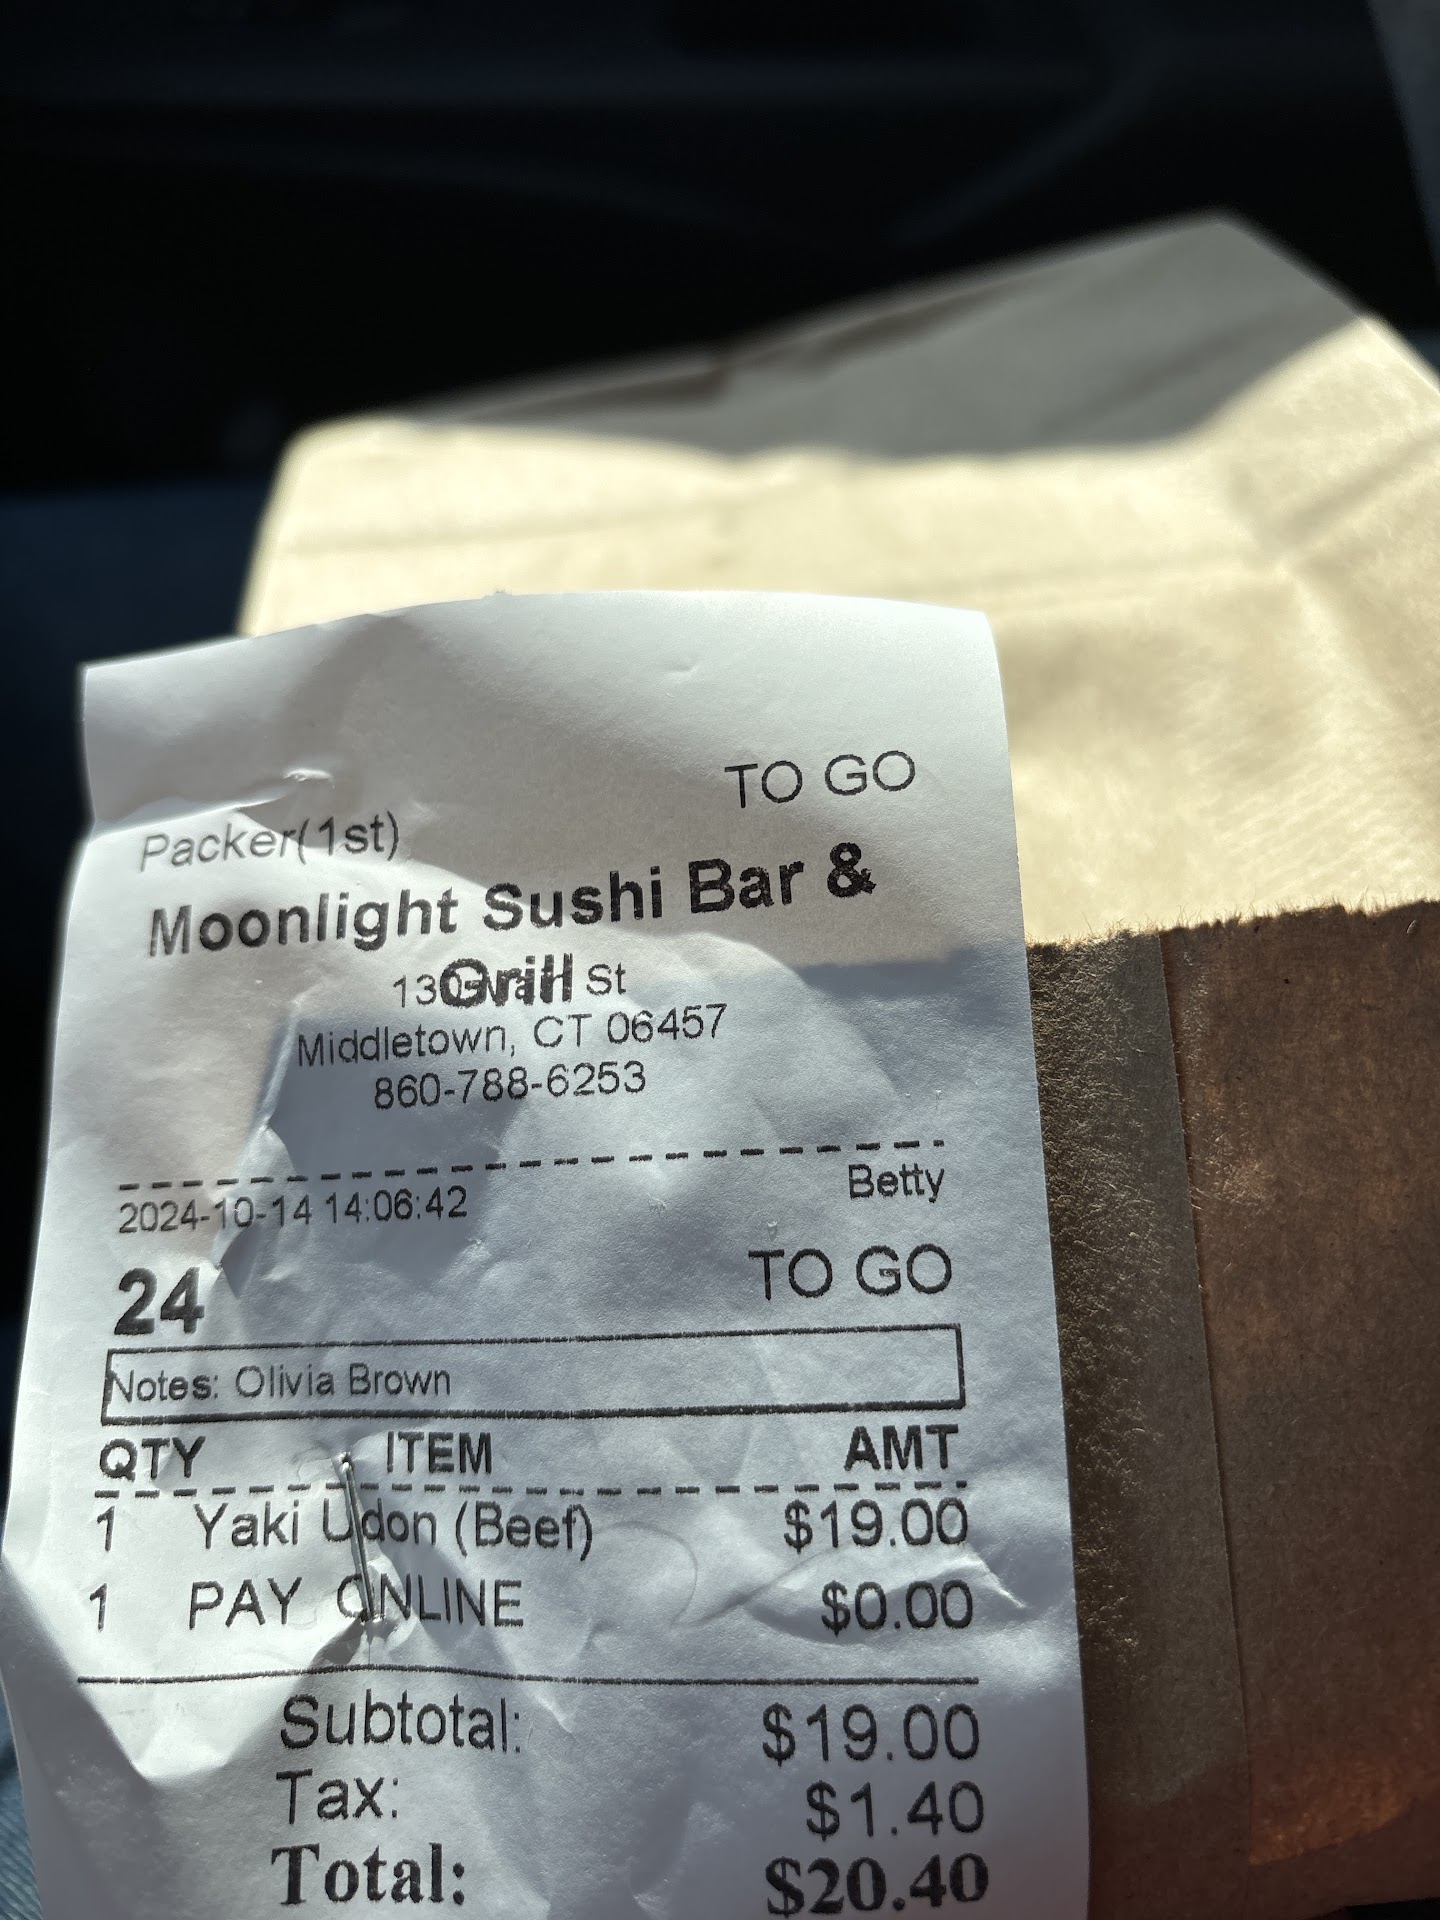 TO GO
Packer(1st)
Moonlight Sushi Bar &
Grill
St
Middletown, CT 06457
860-788-6253
Betty
2024-10-14 14:06:42
24 TO GO
Notes: Olivia Brown
QTY ITEM AMT
1 Yaki Udon (Beef) $19.00
1 PAY ONLINE $0.00
Subtotal: $19.00
Tax: $1.40
Total: $20.40